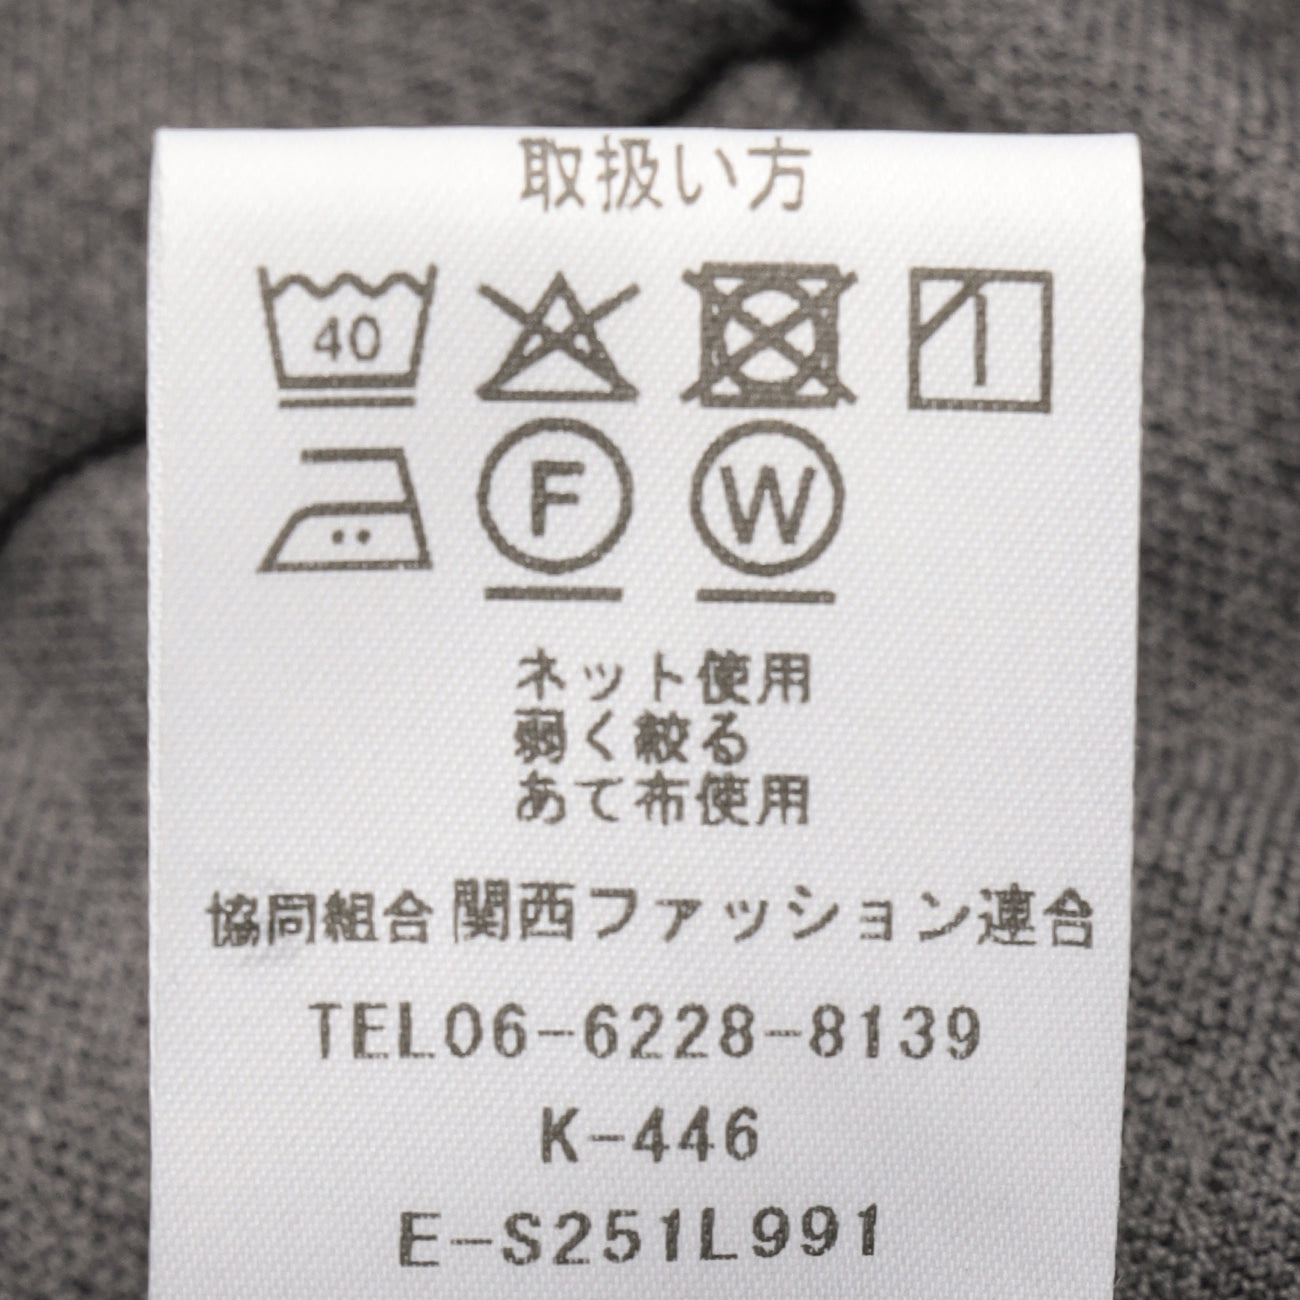 取扱い方
40
F W
ネット使用
弱く絞る
あて布使用
協同組合関西ファッション連合
TEL06-6228-8139
K-446
E-S251L991